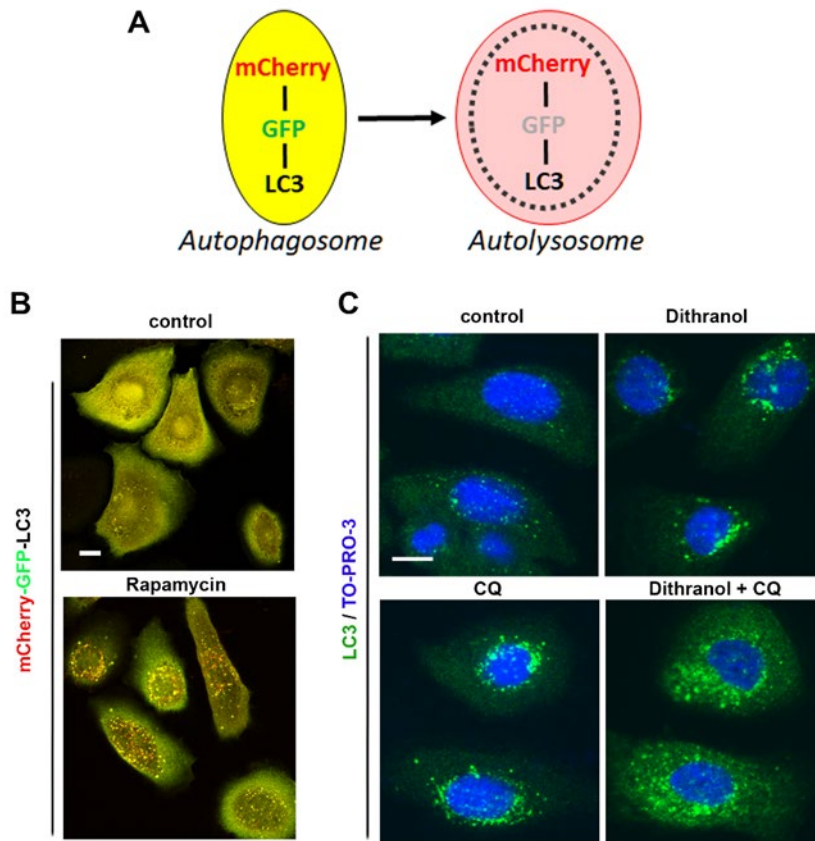 A
mCherry
GFP
LC3
Autophagosome
mCherry
GFP
LC3
Autolysosome
B
control
Rapamycin
mCherry-GFP-LC3
C
control
Dithranol
CQ
Dithranol + CQ
LC3 / TO-PRO-3